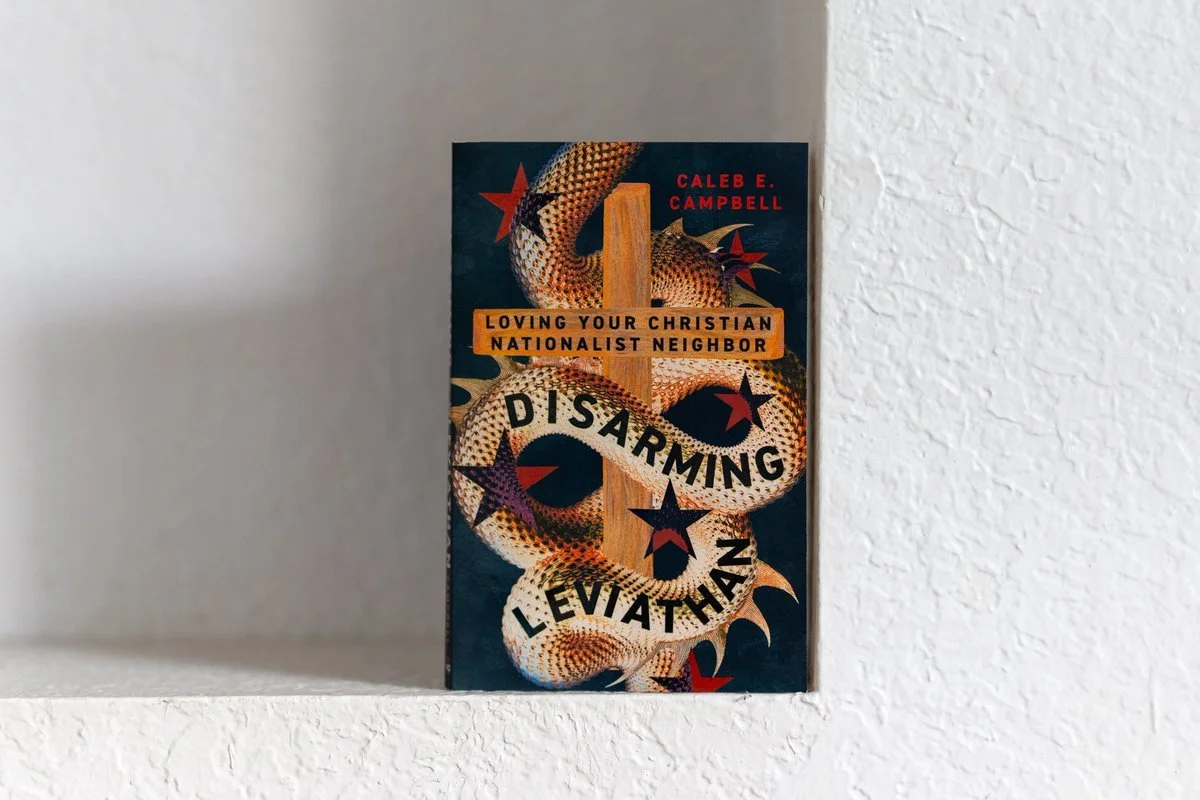 CALEB E.
CAMPBELL
LOVING YOUR CHRISTIAN
NATIONALIST NEIGHBOR
DISARMING
LEVIATHAN